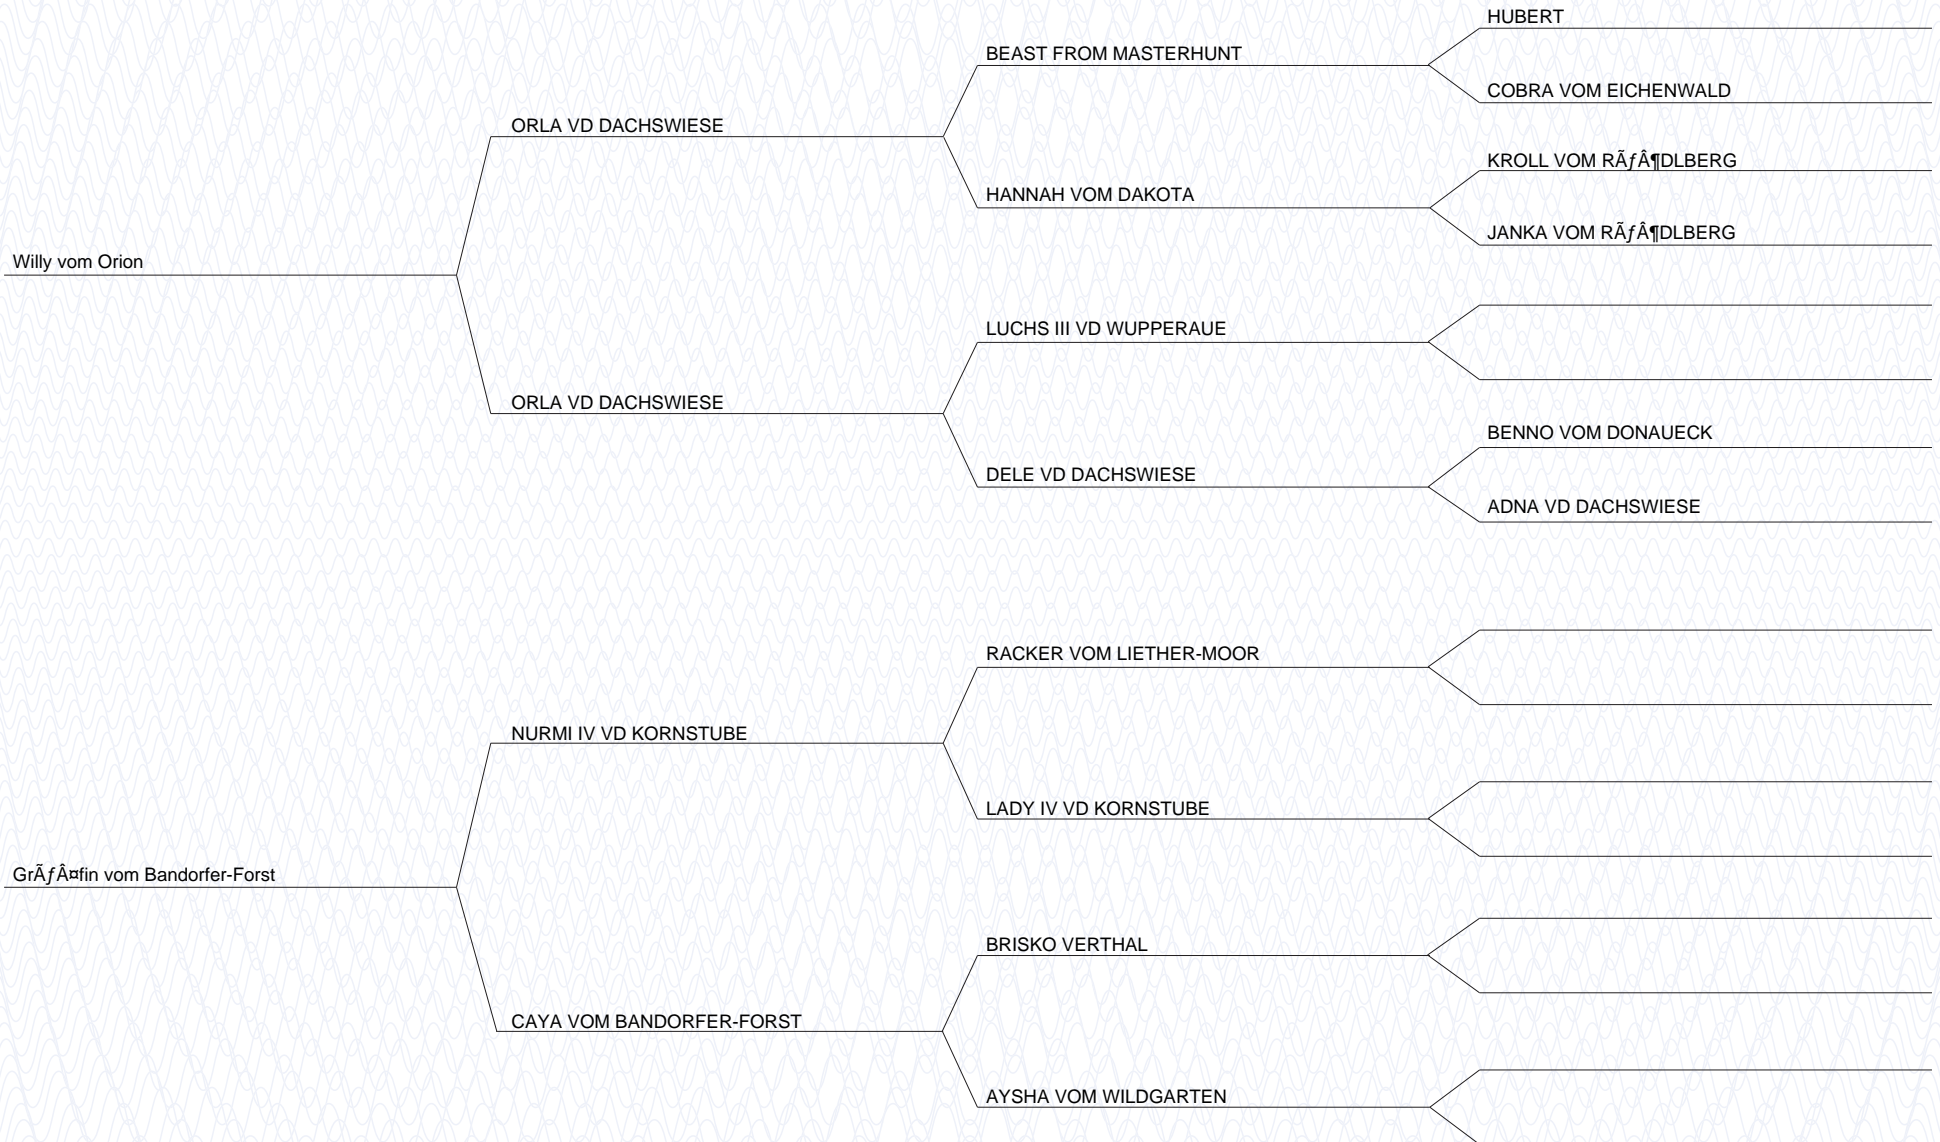 HUBERT
BEAST FROM MASTERHUNT
COBRA VOM EICHENWALD
ORLA VD DACHSWIESE
KROLL VOM RÃƒÂ¶DLBERG
HANNAH VOM DAKOTA
JANKA VOM RÃƒÂ¶DLBERG
Willy vom Orion
LUCHS III VD WUPPERAUE
ORLA VD DACHSWIESE
BENNO VOM DONAUECK
DELE VD DACHSWIESE
ADNA VD DACHSWIESE
RACKER VOM LIETHER-MOOR
NURMI IV VD KORNSTUBE
LADY IV VD KORNSTUBE
GrÃƒÂ¤fin vom Bandorfer-Forst
BRISKO VERTHAL
CAYA VOM BANDORFER-FORST
AYSHA VOM WILDGARTEN